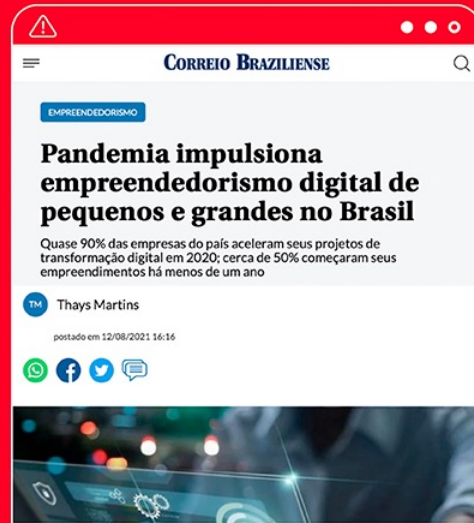 CORREIO BRAZILIENSE
EMPREENDEDORISMO
Pandemia impulsiona
empreendedorismo digital de
pequenos e grandes no Brasil
Quase 90% das empresas do país aceleram seus projetos de
transformação digital em 2020; cerca de 50% começaram seus
empreendimentos há menos de um ano
TM Thays Martins
postado em 12/08/2021 16:16